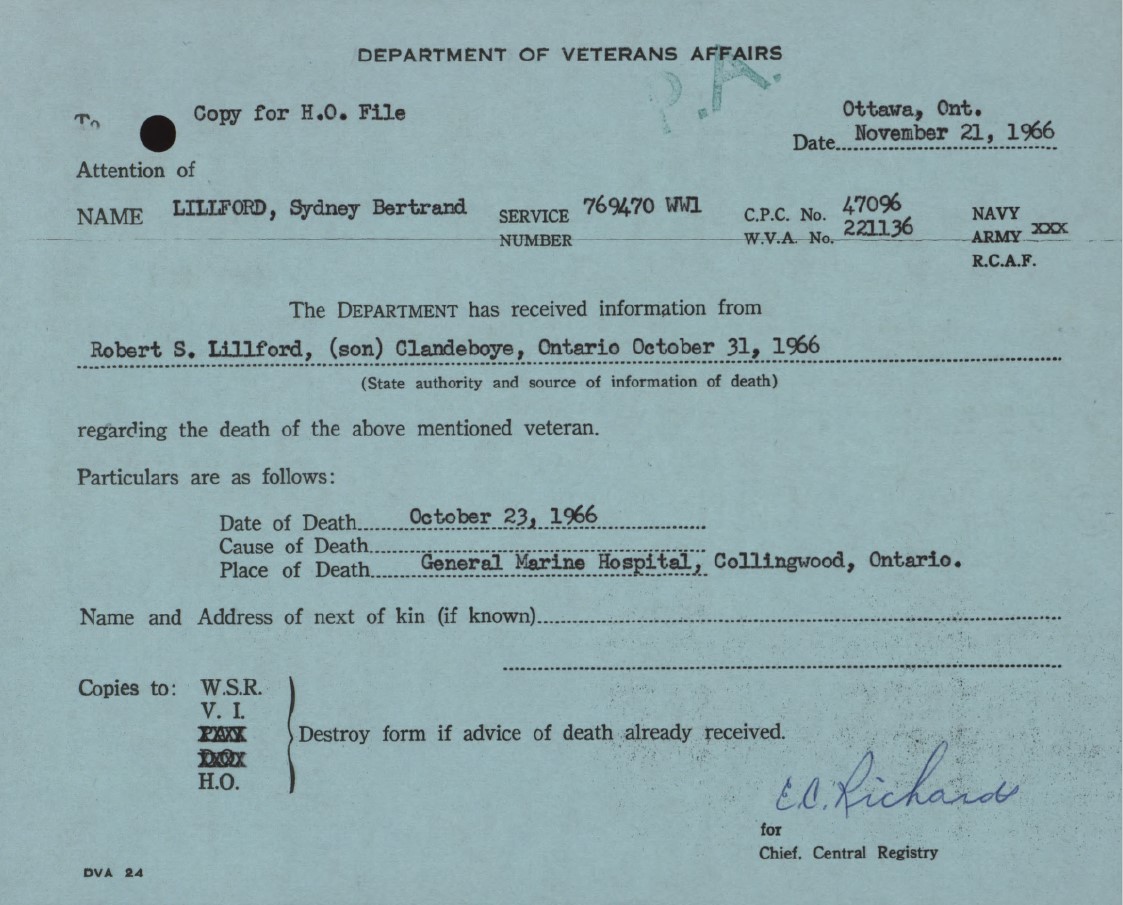 DEPARTMENT OF VETERANS AFFAIRS
P.A.
To Copy for H.O. File
Ottawa, Ont.
Date November 21, 1966
Attention of
NAME LILLFORD, Sydney Bertrand SERVICE NUMBER 769470 WW1 C.P.C. No. 47096 NAVY
W.V.A. No. 221136 ARMY xxx
R.C.A.F.
The DEPARTMENT has received information from
Robert S. Lillford, (son) Clandeboye, Ontario October 31, 1966
(State authority and source of information of death)
regarding the death of the above mentioned veteran.
Particulars are as follows:
Date of Death October 23, 1966
Cause of Death
Place of Death General Marine Hospital, Collingwood, Ontario.
Name and Address of next of kin (if known)
Copies to: W.S.R.
V. I.
Destroy form if advice of death already received.
H.O.
E.C. Richards
for
Chief. Central Registry
DVA 24